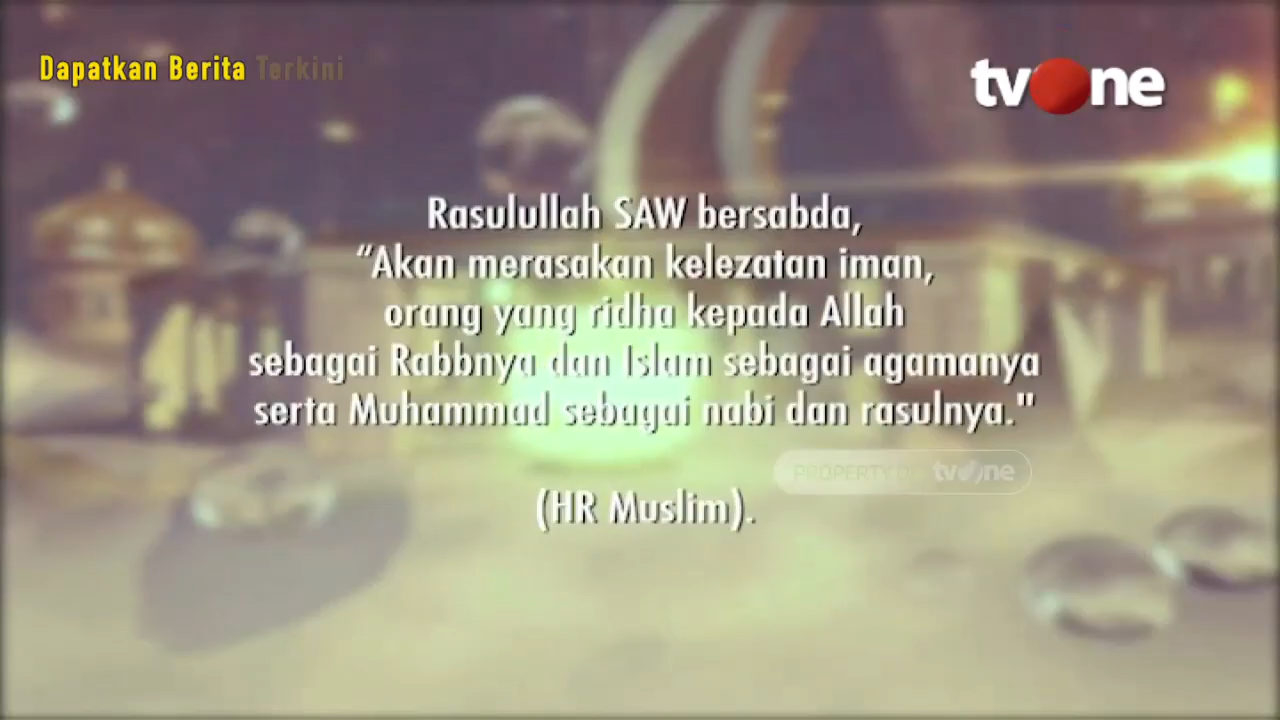 Dapatkan Berita Terkini
tvOne
Rasulullah SAW bersabda,
“Akan merasakan kelezatan iman,
orang yang ridha kepada Allah
sebagai Rabbnya dan Islam sebagai agamanya
serta Muhammad sebagai nabi dan rasulnya."
PROPERTY OF tvOne
(HR Muslim).